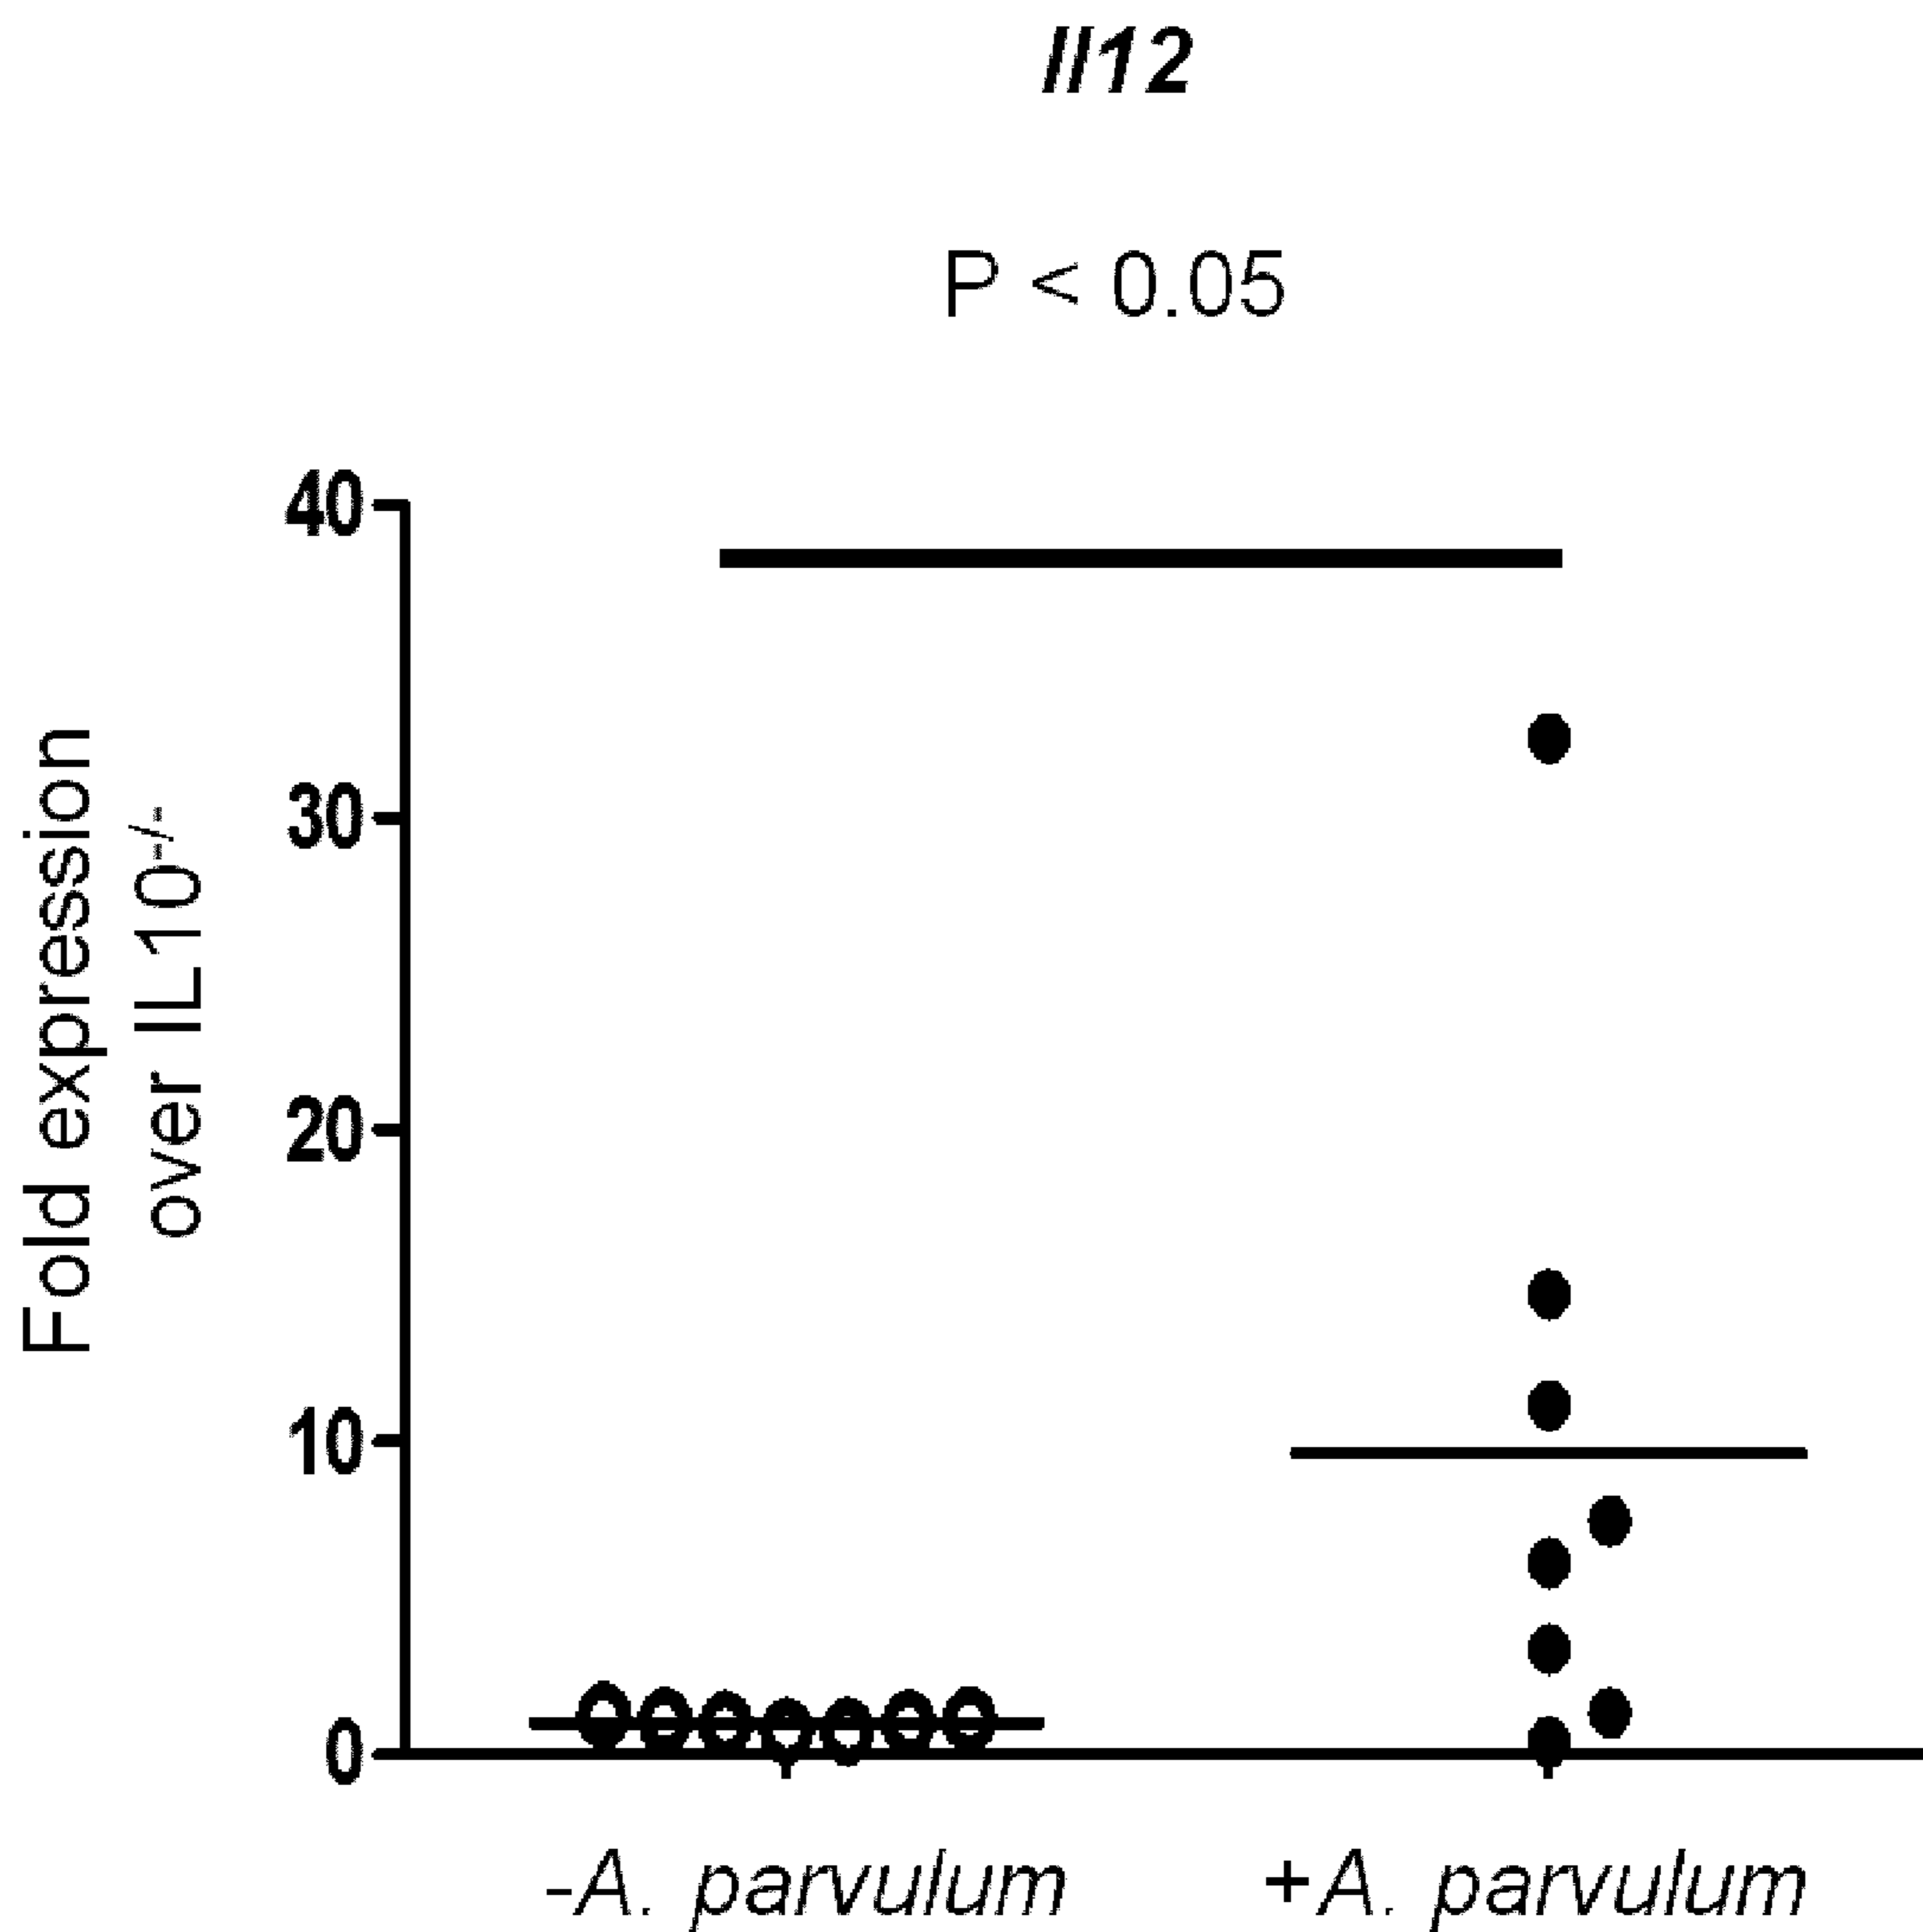 Il12
P < 0.05
Fold expression
over IL10-/-
40
30
20
10
0
-A. parvulum
+A. parvulum